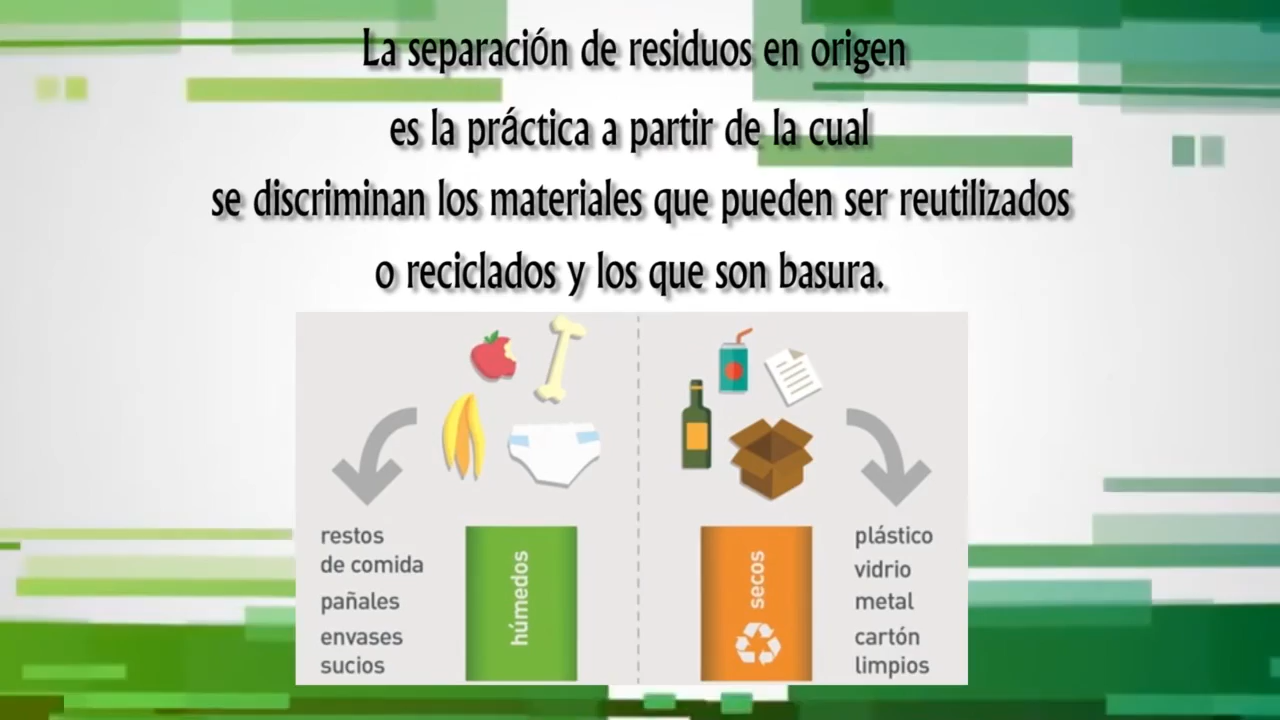 La separación de residuos en origen
es la práctica a partir de la cual
se discriminan los materiales que pueden ser reutilizados
o reciclados y los que son basura.
restos
de comida
pañales
envases
sucios
húmedos
secos
plástico
vidrio
metal
cartón
limpios